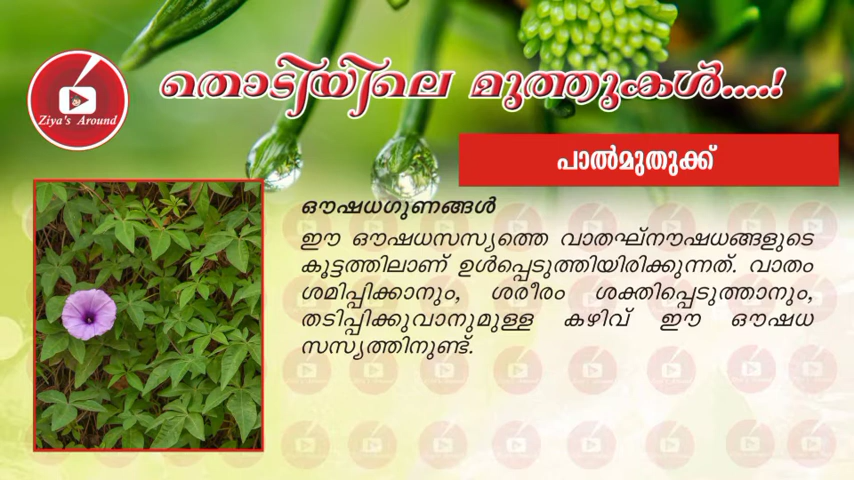 തൊടിയിലെ മുത്തുകൾ.....!
Ziya's Around
പാൽമുതുക്ക്
ഔഷധഗുണങ്ങൾ
ഈ ഔഷധസസ്യത്തെ വാതഘ്നൗഷധങ്ങളുടെ
കൂട്ടത്തിലാണ് ഉൾപ്പെടുത്തിയിരിക്കുന്നത്. വാതം
ശമിപ്പിക്കാനും, ശരീരം ശക്തിപ്പെടുത്താനും,
തടിപ്പിക്കുവാനുമുള്ള കഴിവ് ഈ ഔഷധ
സസ്യത്തിനുണ്ട്.